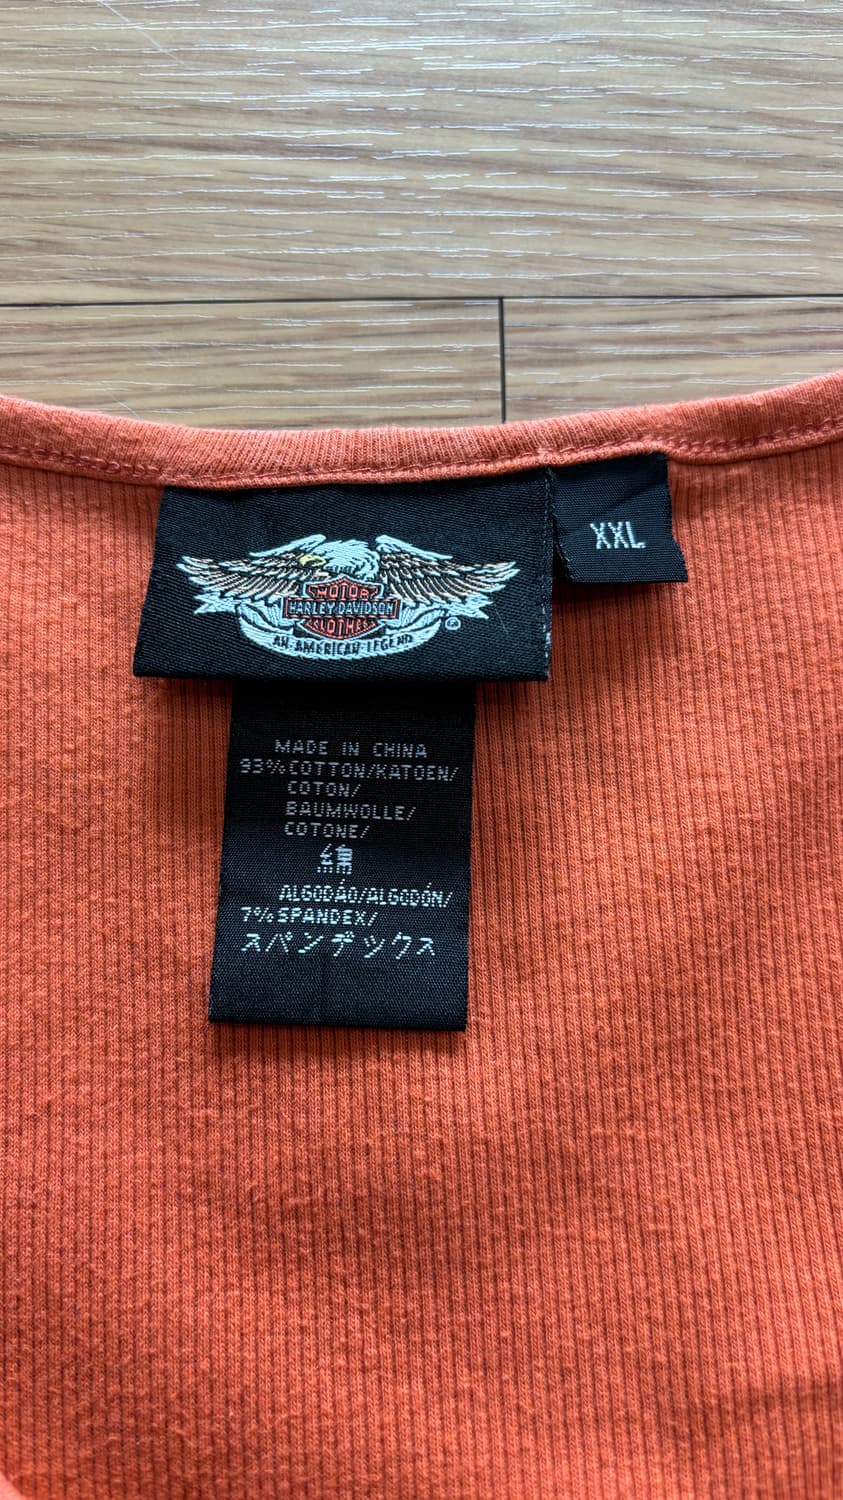 XXL
MOTOR
HARLEY-DAVIDSON
CLOTHES
AN AMERICAN LEGEND
®
MADE IN CHINA
93% COTTON/KATOEN/
COTON/
BAUMWOLLE/
COTONE/
綿
ALGODÁO/ALGODÓN/
7% SPANDEX/
スパンデックス